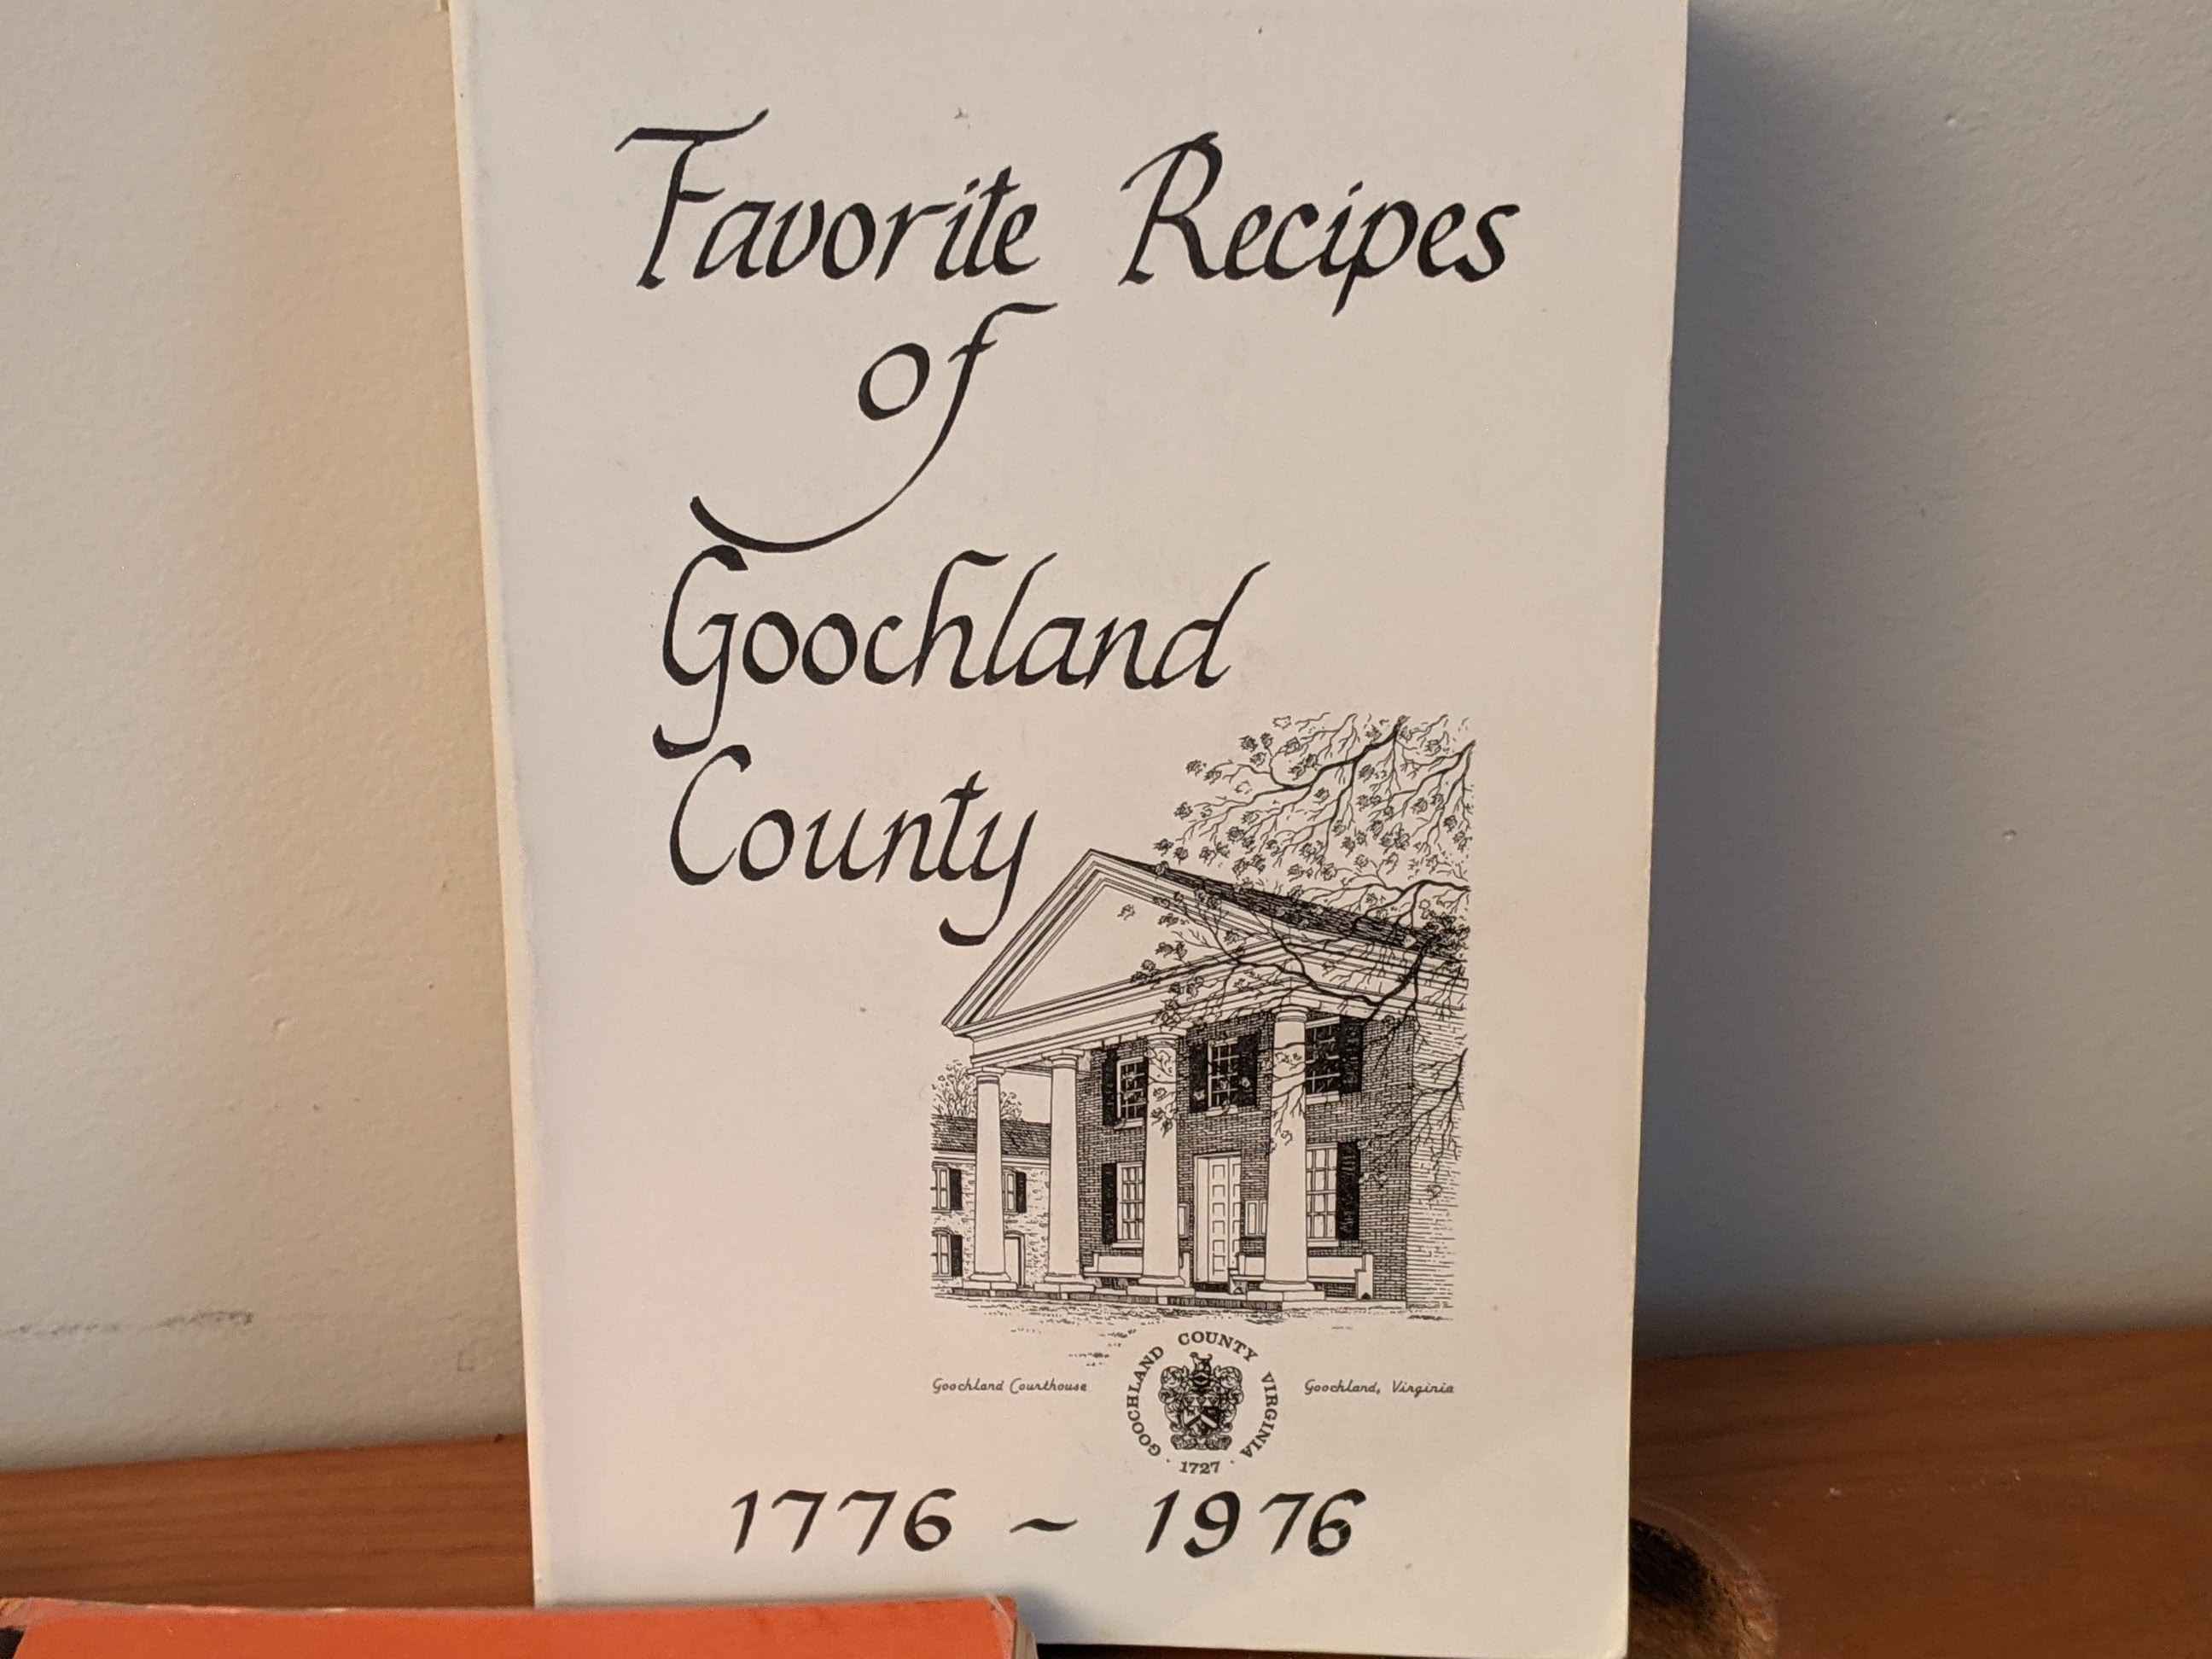 Favorite Recipes
of
Goochland
County
Goochland Courthouse
GOOCHLAND COUNTY VIRGINIA
· 1727 ·
Goochland, Virginia
1776 ~ 1976